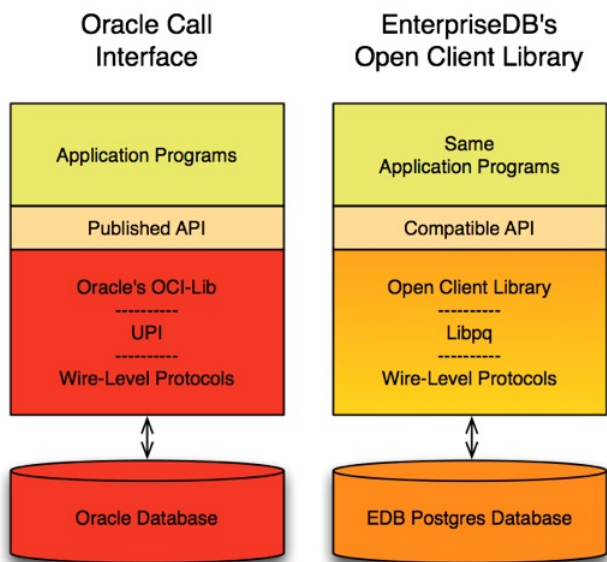 Oracle Call
Interface
Application Programs
Published API
Oracle's OCI-Lib
----------
UPI
----------
Wire-Level Protocols
Oracle Database
EnterpriseDB's
Open Client Library
Same
Application Programs
Compatible API
Open Client Library
----------
Libpq
----------
Wire-Level Protocols
EDB Postgres Database